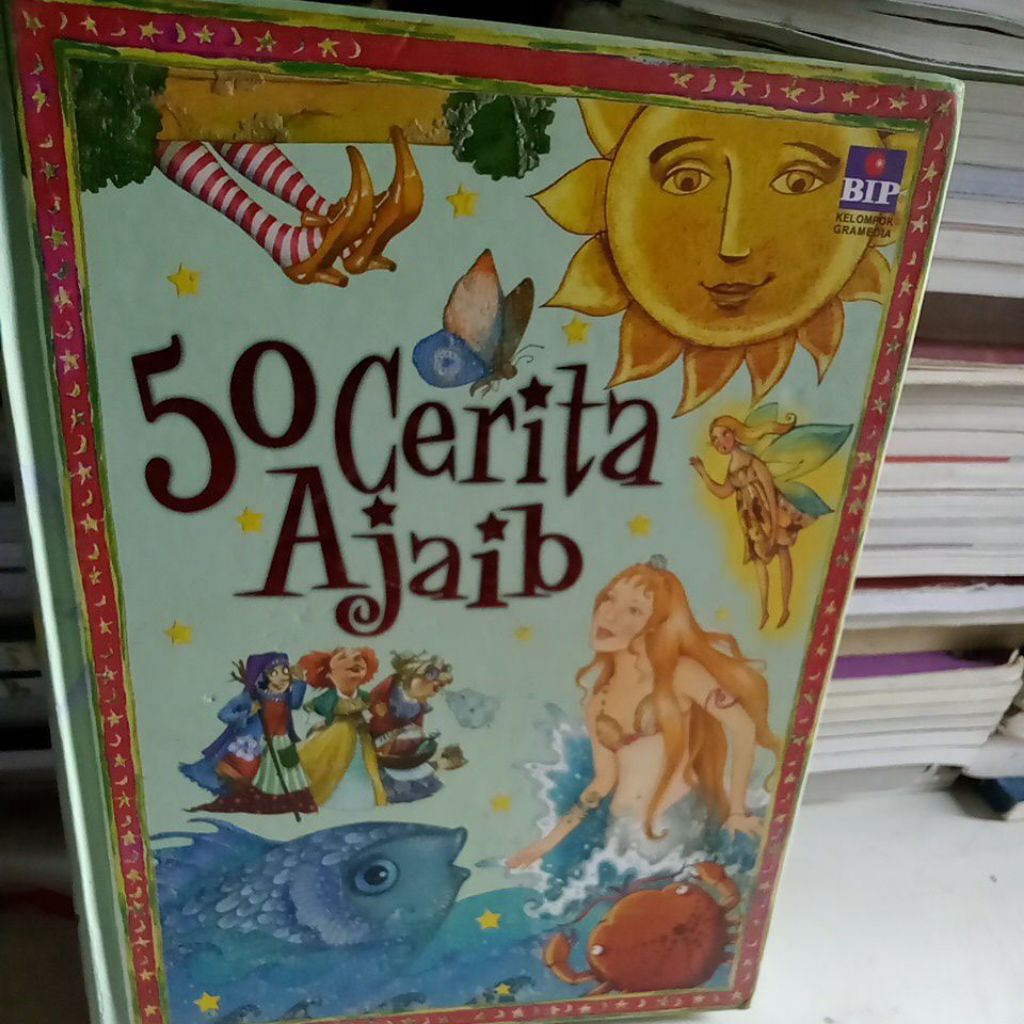 BIP
KELOMPOK
GRAMEDIA
50 Cerita
Ajaib